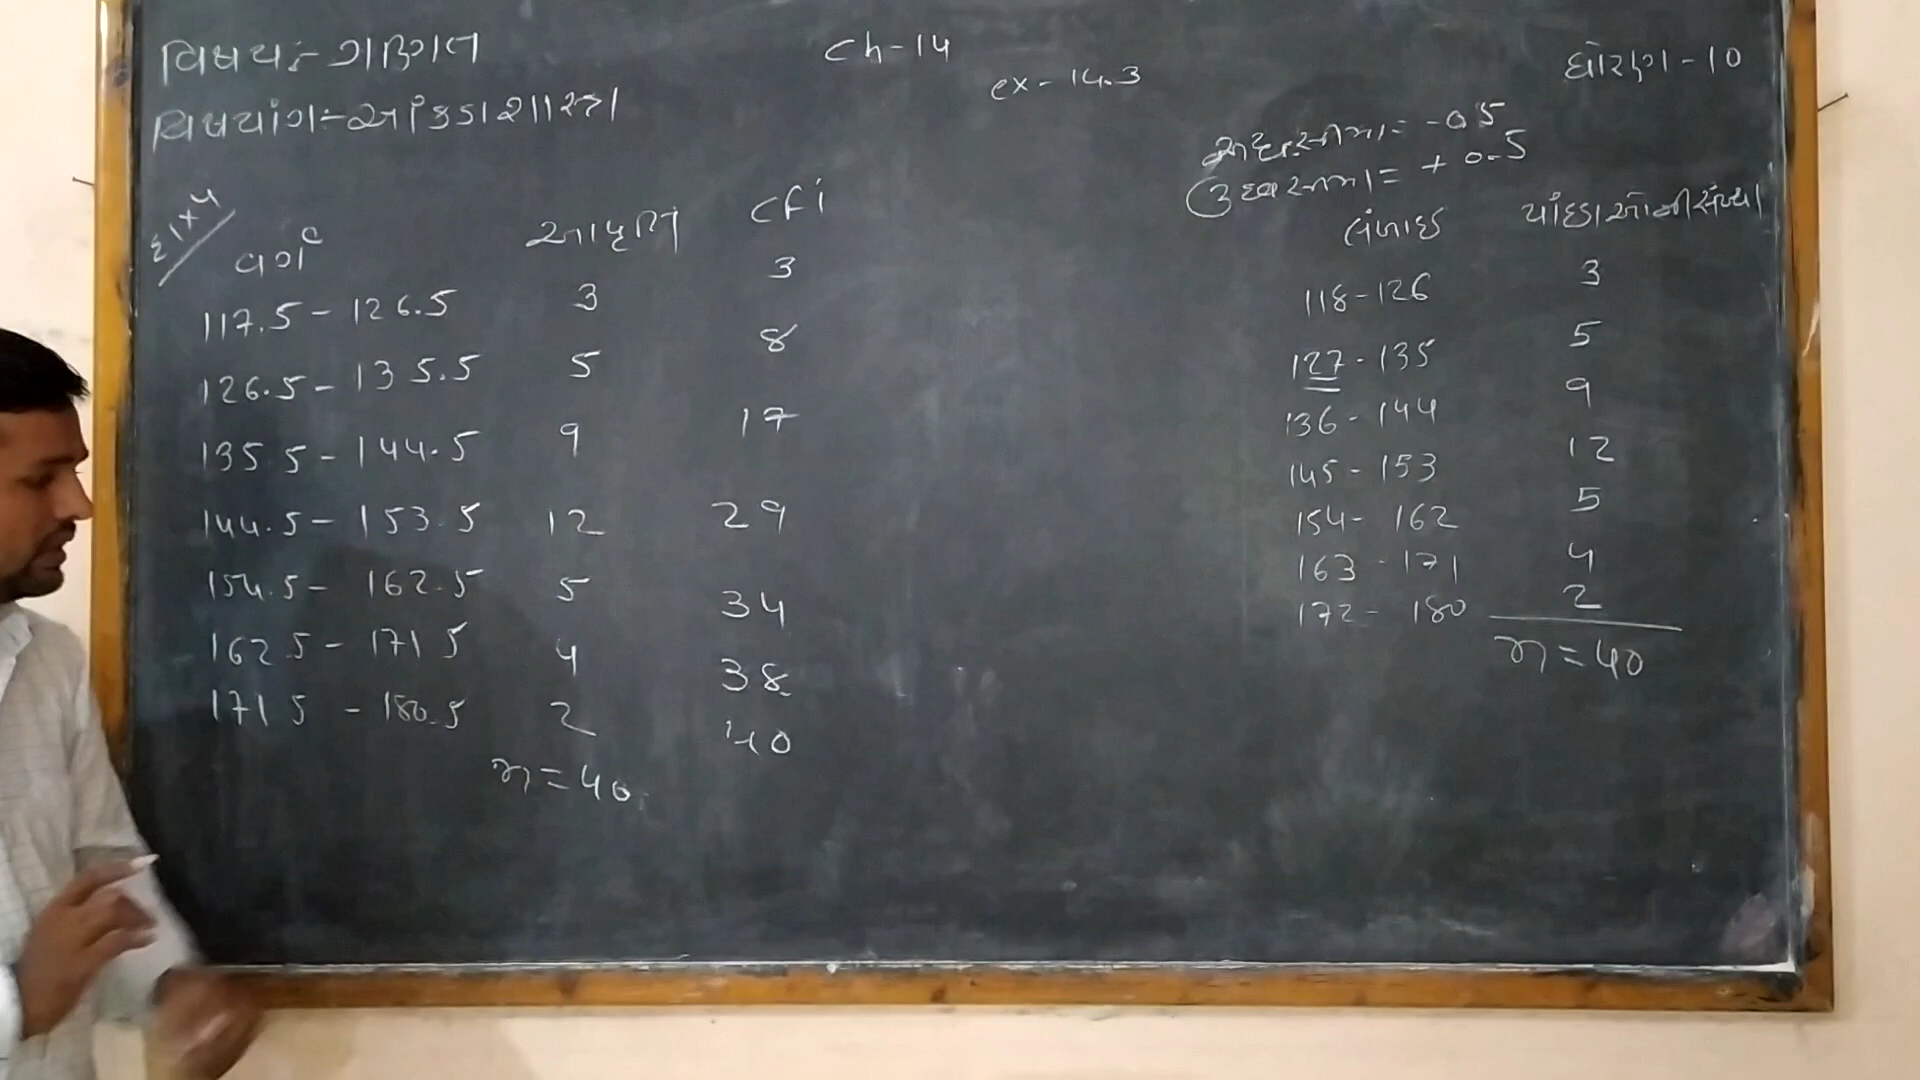 વિષય:- ગણિત
Ch-14
ધોરણ-10
વિષયાંગ:- આંકડાશાસ્ત્ર
ex-14.3
અધઃસીમા = -0.5
ઉર્ધ્વસીમા = +0.5
દાખલો 4
વર્ગ આવૃત્તિ cfi
117.5-126.5 3 3
126.5-135.5 5 8
135.5-144.5 9 17
144.5-153.5 12 29
154.5-162.5 5 34
162.5-171.5 4 38
171.5-180.5 2 40
n=40
લંબાઈ પાંદડાઓની સંખ્યા
118-126 3
127-135 5
136-144 9
145-153 12
154-162 5
163-171 4
172-180 2
n=40